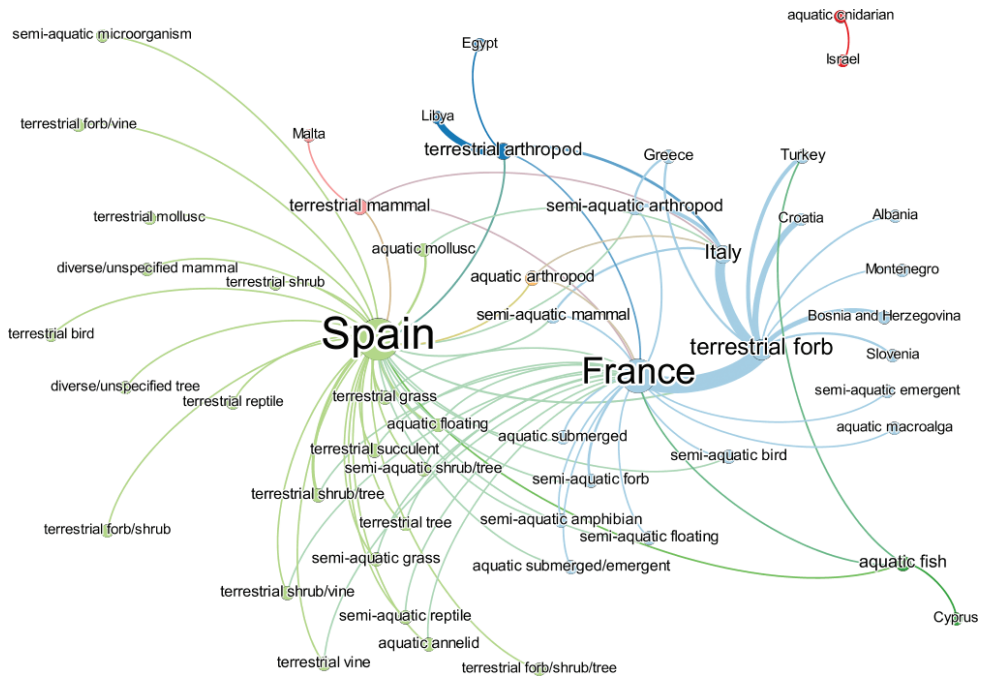 aquatic cnidarian
semi-aquatic microorganism
Egypt
Israel
Libya
terrestrial forb/vine
Malta
terrestrial arthropod
Greece
Turkey
terrestrial mammal
semi-aquatic arthropod
terrestrial mollusc
Croatia
Albania
aquatic mollusc
Italy
diverse/unspecified mammal
terrestrial shrub
aquatic arthropod
Montenegro
semi-aquatic mammal
Bosnia and Herzegovina
terrestrial bird
Spain
terrestrial forb
Slovenia
France
diverse/unspecified tree
terrestrial reptile
terrestrial grass
semi-aquatic emergent
aquatic floating
aquatic submerged
aquatic macroalga
terrestrial succulent
semi-aquatic bird
semi-aquatic shrub/tree
semi-aquatic forb
terrestrial shrub/tree
terrestrial forb/shrub
terrestrial tree
semi-aquatic amphibian
semi-aquatic floating
semi-aquatic grass
aquatic submerged/emergent
aquatic fish
terrestrial shrub/vine
semi-aquatic reptile
Cyprus
aquatic annelid
terrestrial vine
terrestrial forb/shrub/tree